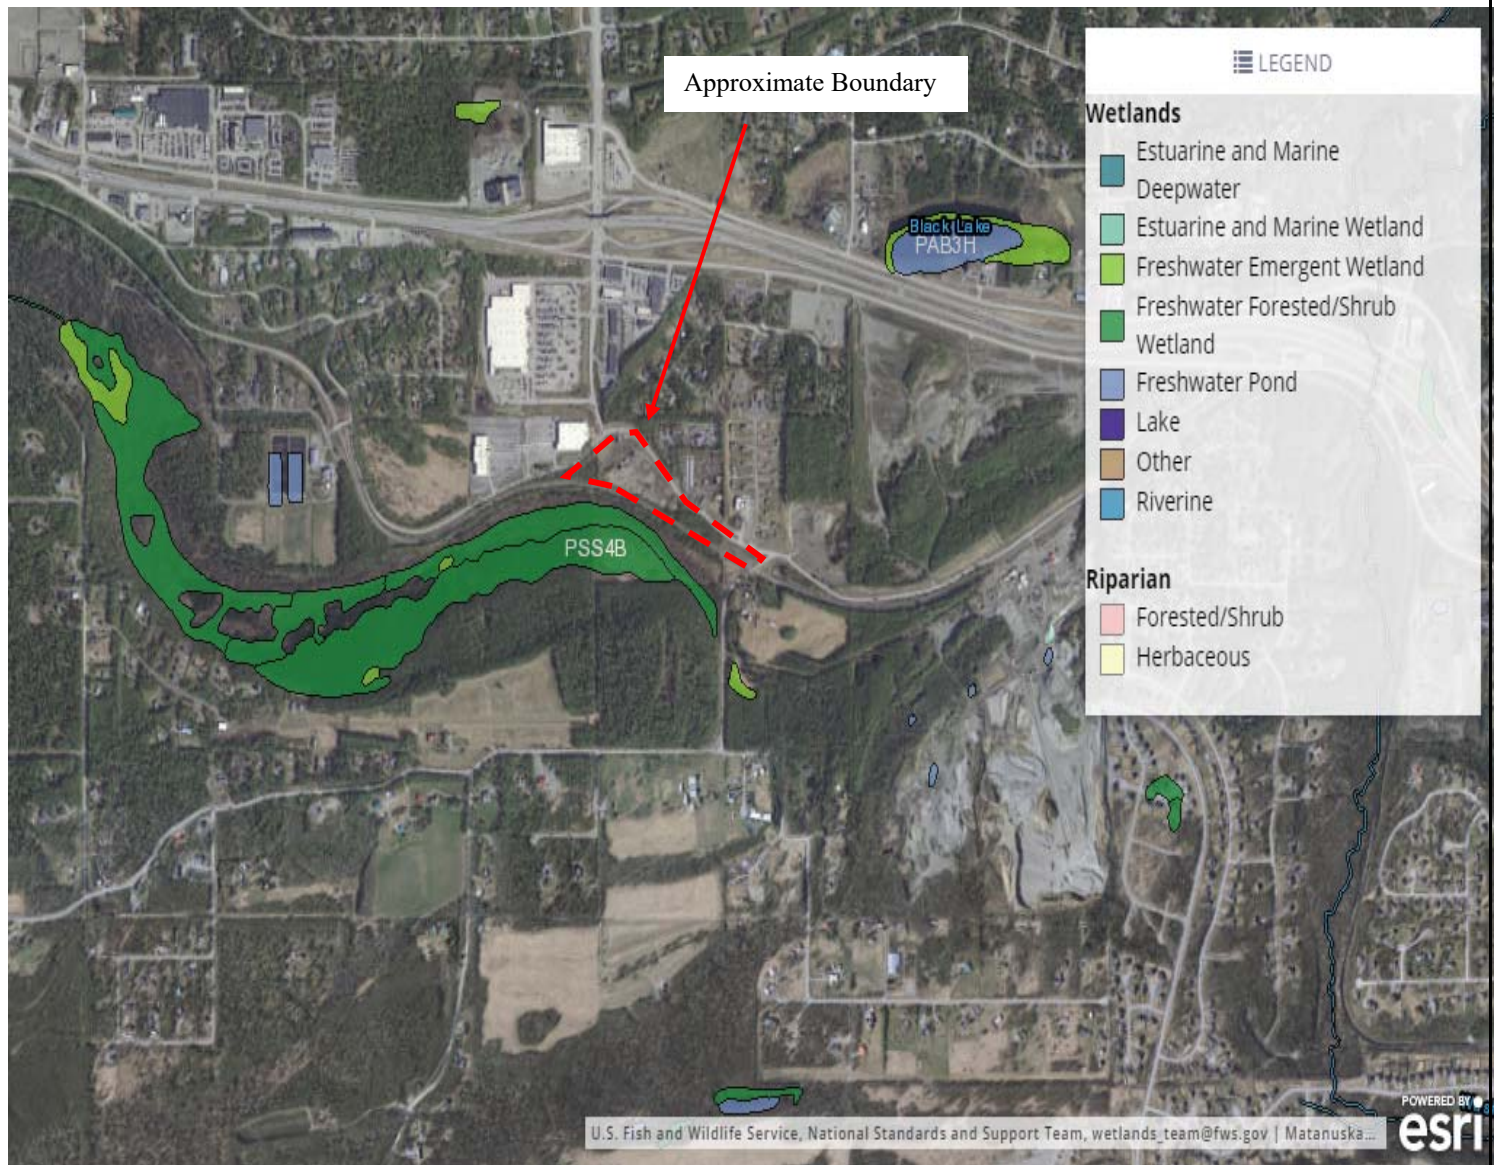 Approximate Boundary
LEGEND
Wetlands
Estuarine and Marine
Deepwater
Estuarine and Marine Wetland
Freshwater Emergent Wetland
Freshwater Forested/Shrub
Wetland
Freshwater Pond
Lake
Other
Riverine
Riparian
Forested/Shrub
Herbaceous
Black Lake
PAB3H
PSS4B
U.S. Fish and Wildlife Service, National Standards and Support Team, wetlands_team@fws.gov | Matanuska...
POWERED BY
esri